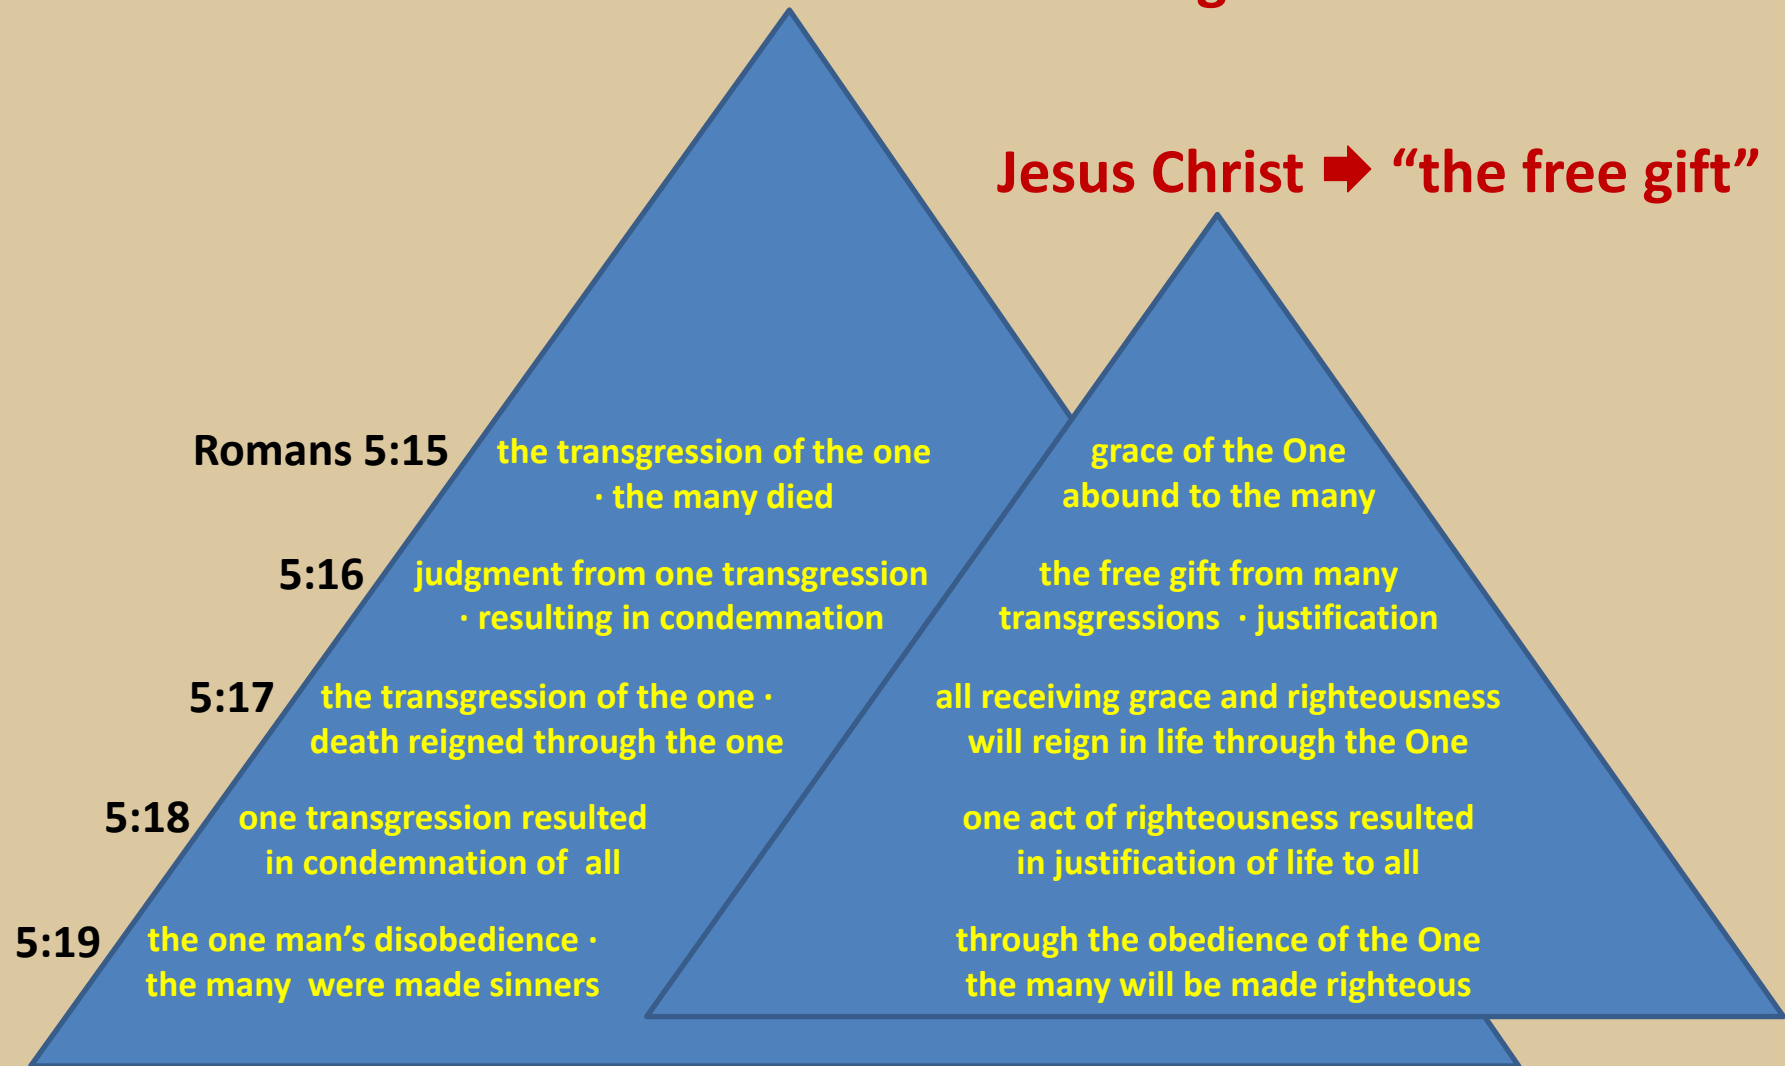 Jesus Christ ➡ “the free gift”
Romans 5:15
the transgression of the one
· the many died
grace of the One
abound to the many
5:16
judgment from one transgression
· resulting in condemnation
the free gift from many
transgressions · justification
5:17
the transgression of the one ·
death reigned through the one
all receiving grace and righteousness
will reign in life through the One
5:18
one transgression resulted
in condemnation of all
one act of righteousness resulted
in justification of life to all
5:19
the one man’s disobedience ·
the many were made sinners
through the obedience of the One
the many will be made righteous